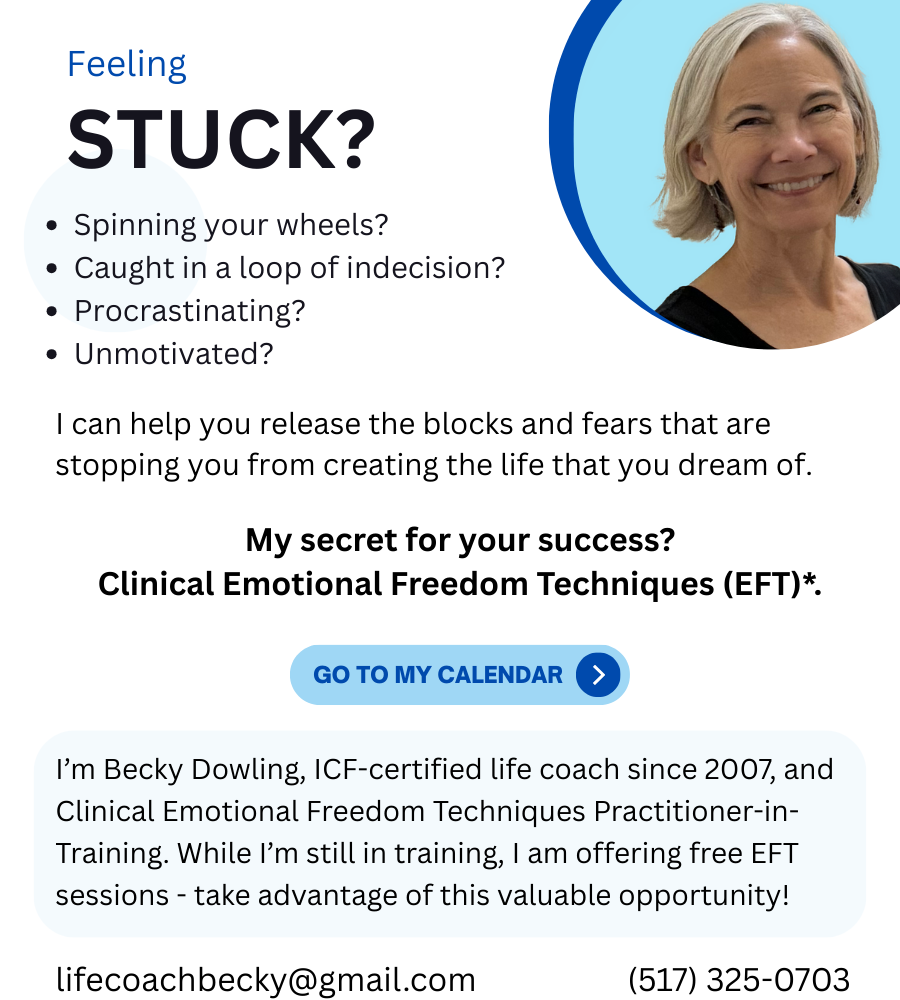 Feeling
STUCK?
• Spinning your wheels?
• Caught in a loop of indecision?
• Procrastinating?
• Unmotivated?
I can help you release the blocks and fears that are
stopping you from creating the life that you dream of.
My secret for your success?
Clinical Emotional Freedom Techniques (EFT)*.
GO TO MY CALENDAR
I’m Becky Dowling, ICF-certified life coach since 2007, and
Clinical Emotional Freedom Techniques Practitioner-in-
Training. While I’m still in training, I am offering free EFT
sessions - take advantage of this valuable opportunity!
lifecoachbecky@gmail.com
(517) 325-0703